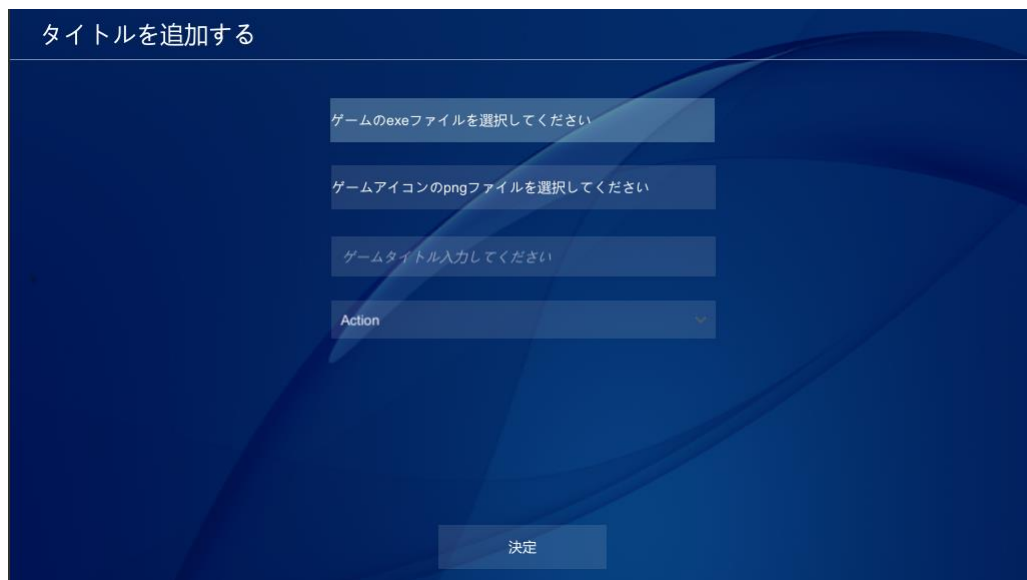 タイトルを追加する
ゲームのexeファイルを選択してください
ゲームアイコンのpngファイルを選択してください
ゲームタイトル入力してください
Action
決定